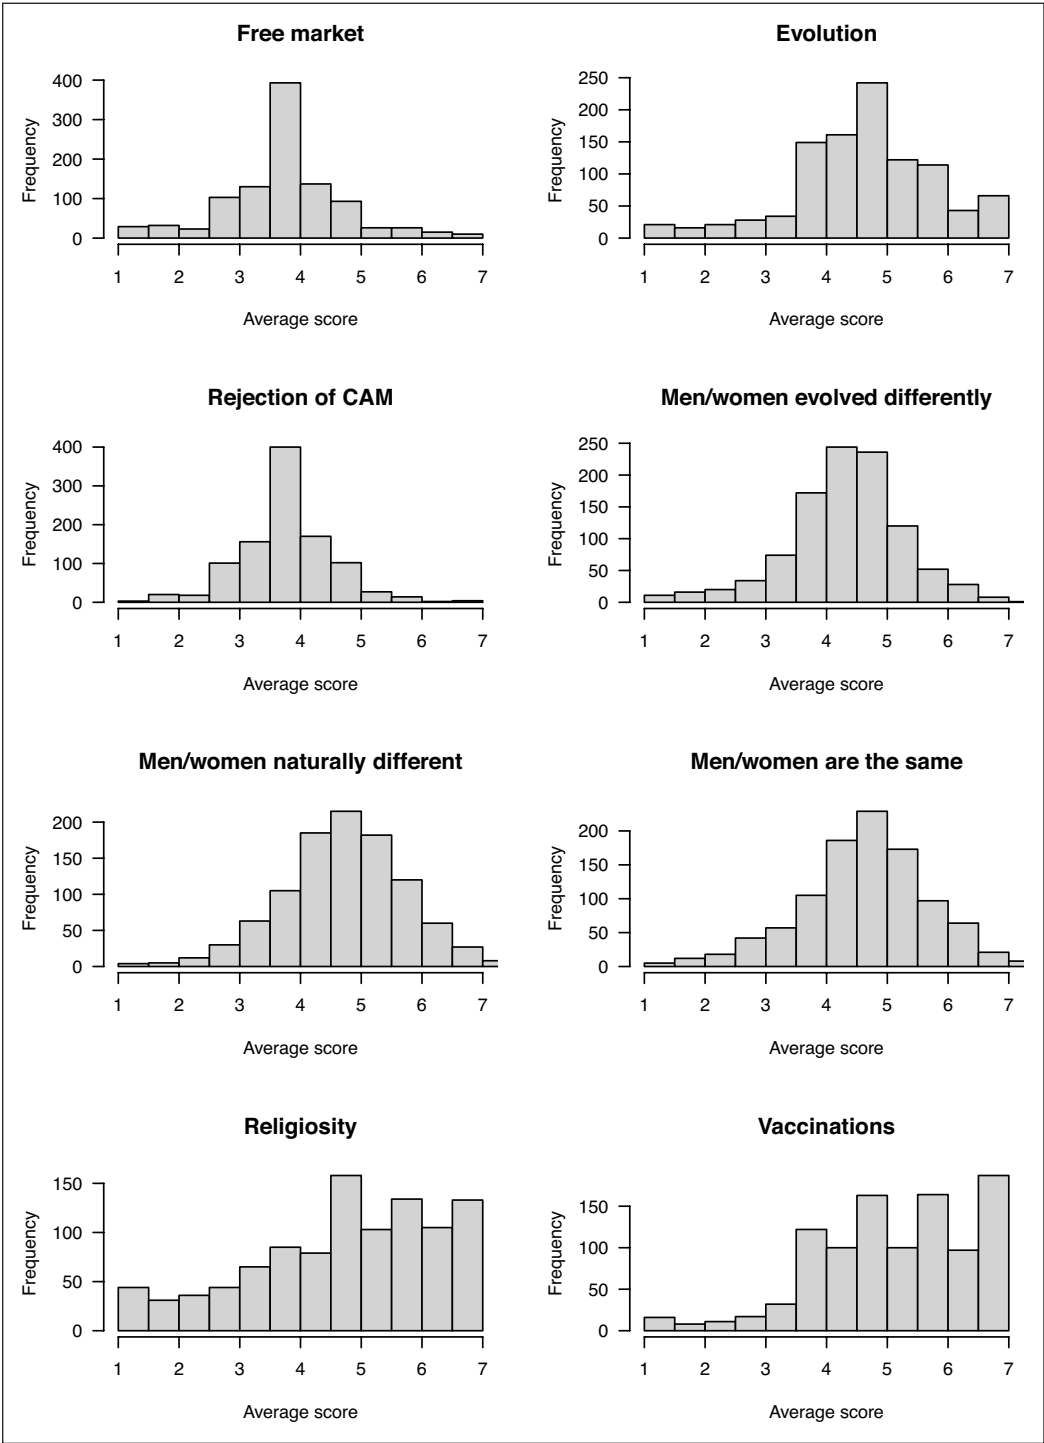 Free market
Frequency
400
300
200
100
0
1 2 3 4 5 6 7
Average score
Evolution
Frequency
250
200
150
100
50
0
1 2 3 4 5 6 7
Average score
Rejection of CAM
Frequency
400
300
200
100
0
1 2 3 4 5 6 7
Average score
Men/women evolved differently
Frequency
250
200
150
100
50
0
1 2 3 4 5 6 7
Average score
Men/women naturally different
Frequency
200
150
100
50
0
1 2 3 4 5 6 7
Average score
Men/women are the same
Frequency
200
150
100
50
0
1 2 3 4 5 6 7
Average score
Religiosity
Frequency
150
100
50
0
1 2 3 4 5 6 7
Average score
Vaccinations
Frequency
150
100
50
0
1 2 3 4 5 6 7
Average score